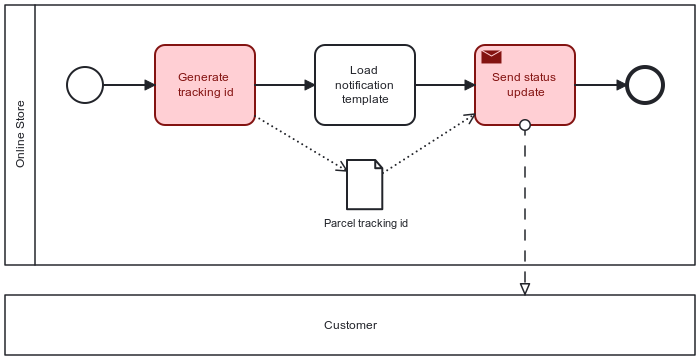 Online Store
Generate
tracking id
Load
notification
template
Send status
update
Parcel tracking id
Customer